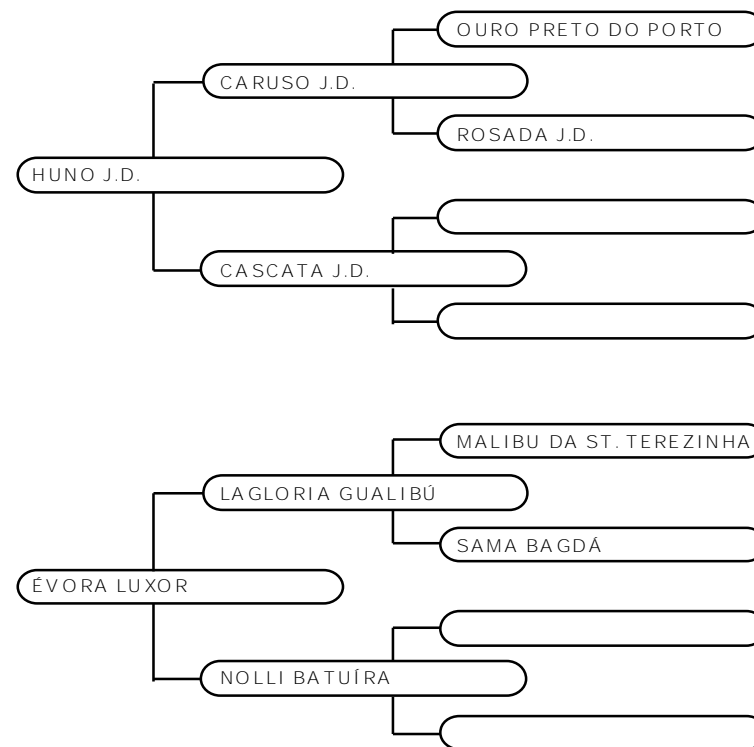 OURO PRETO DO PORTO
CARUSO J.D.
ROSADA J.D.
HUNO J.D.
CASCATA J.D.
MALIBU DA ST. TEREZINHA
LAGLORIA GUALIBÚ
SAMA BAGDÁ
ÉVORA LUXOR
NOLLI BATUÍRA